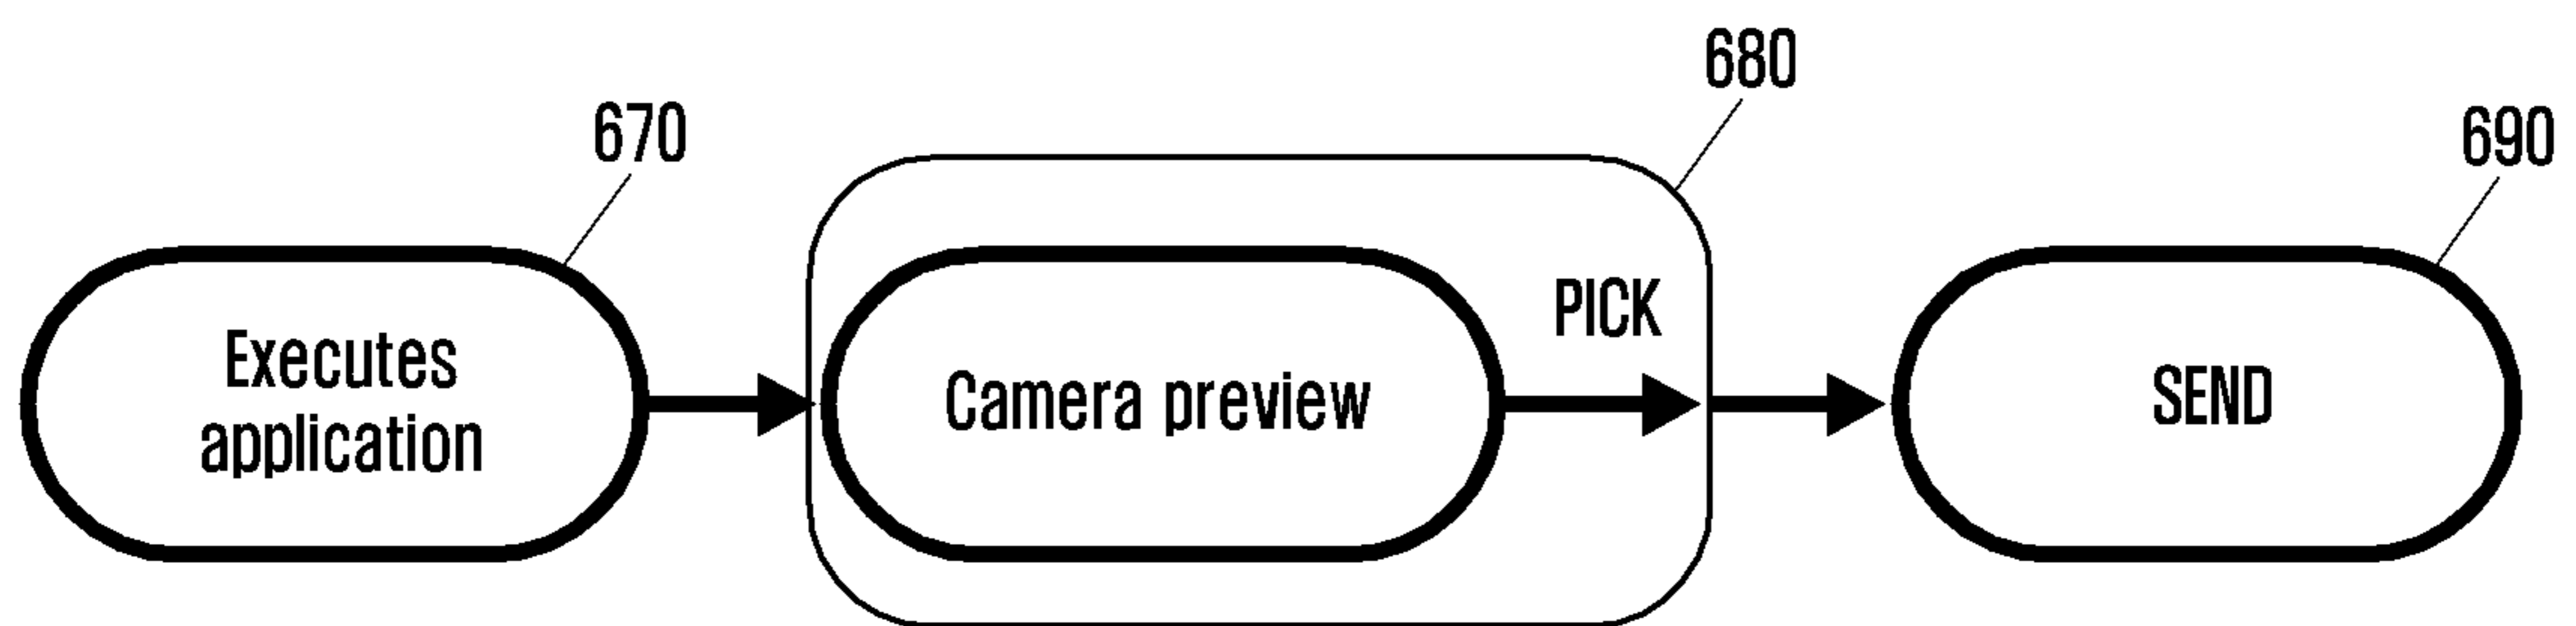 680
670
690
PICK
Executes
application
Camera preview
SEND